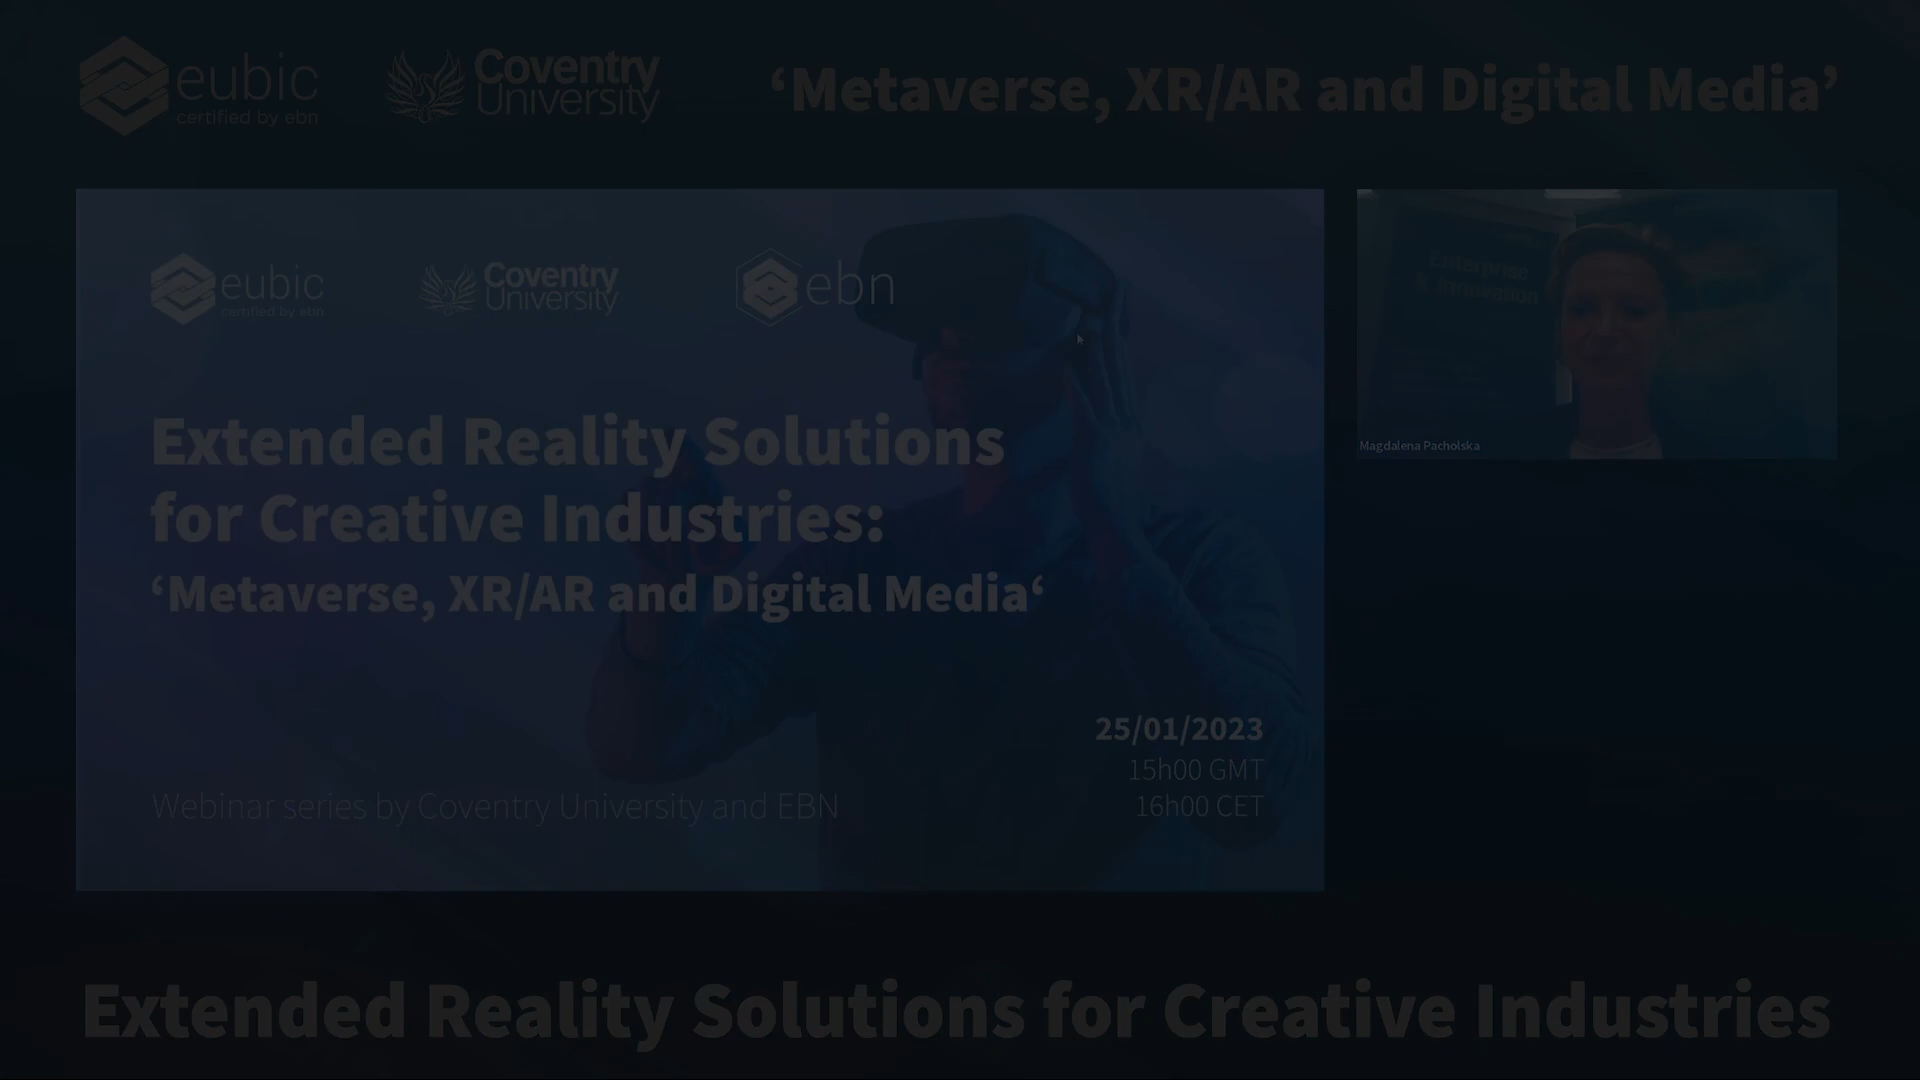 eubic
certified by ebn
Coventry
University
‘Metaverse, XR/AR and Digital Media’
eubic
certified by ebn
Coventry
University
ebn
Enterprise
& Innovation
Extended Reality Solutions
for Creative Industries:
‘Metaverse, XR/AR and Digital Media‘
Magdalena Pacholska
25/01/2023
15h00 GMT
16h00 CET
Webinar series by Coventry University and EBN
Extended Reality Solutions for Creative Industries